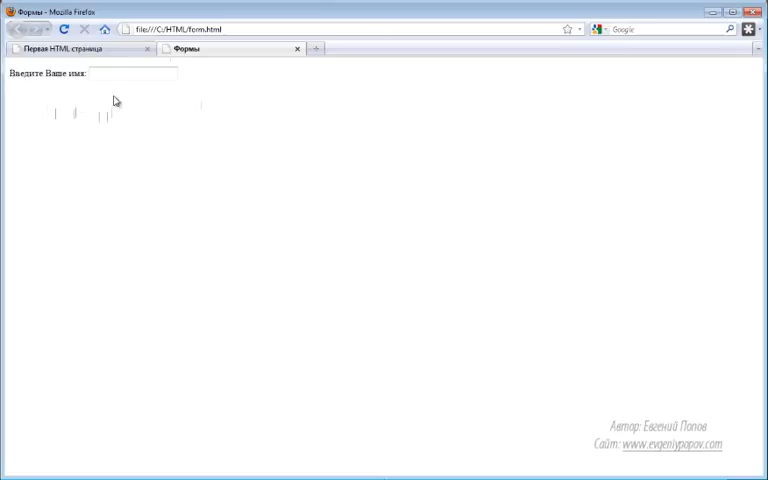 Формы - Mozilla Firefox
file:///C:/HTML/form.html
Google
Первая HTML страница
Формы
Введите Ваше имя:
Автор: Евгений Попов
Сайт: www.evgeniypopov.com